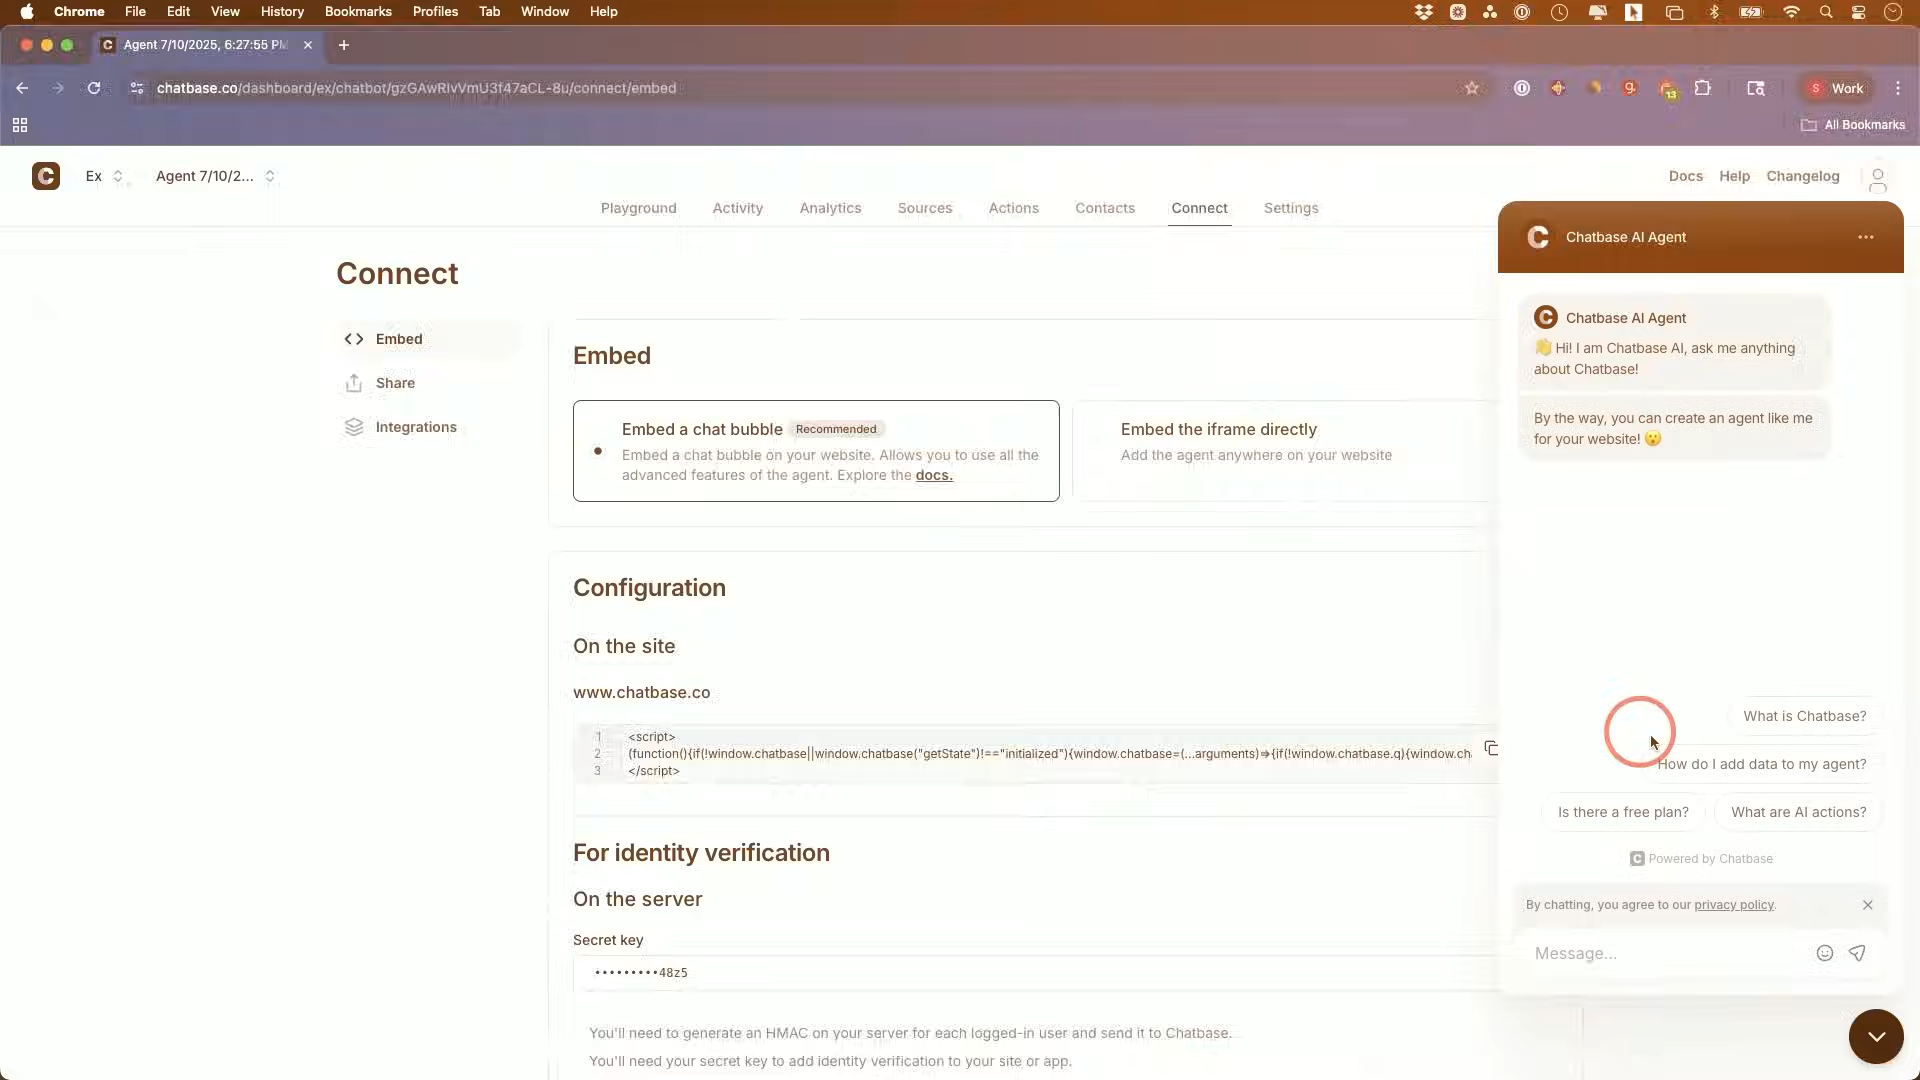 Chrome File Edit View History Bookmarks Profiles Tab Window Help
Agent 7/10/2025, 6:27:55 PM
chatbase.co/dashboard/ex/chatbot/gzGAwRIvVmU3f47aCL-8u/connect/embed
13
S Work
All Bookmarks
Ex Agent 7/10/2... Docs Help Changelog
Playground Activity Analytics Sources Actions Contacts Connect Settings
Connect
Embed
Share
Integrations
Embed
Embed a chat bubble Recommended
Embed a chat bubble on your website. Allows you to use all the
advanced features of the agent. Explore the docs.
Embed the iframe directly
Add the agent anywhere on your website
Configuration
On the site
www.chatbase.co
1 <script>
2 (function(){if(!window.chatbase||window.chatbase("getState")!=="initialized"){window.chatbase=(...arguments)=>{if(!window.chatbase.q){window.ch
3 </script>
For identity verification
On the server
Secret key
•••••••••48z5
You'll need to generate an HMAC on your server for each logged-in user and send it to Chatbase.
You'll need your secret key to add identity verification to your site or app.
Chatbase AI Agent
Chatbase AI Agent
👋 Hi! I am Chatbase AI, ask me anything
about Chatbase!
By the way, you can create an agent like me
for your website! 😮
What is Chatbase?
How do I add data to my agent?
Is there a free plan? What are AI actions?
Powered by Chatbase
By chatting, you agree to our privacy policy.
Message...